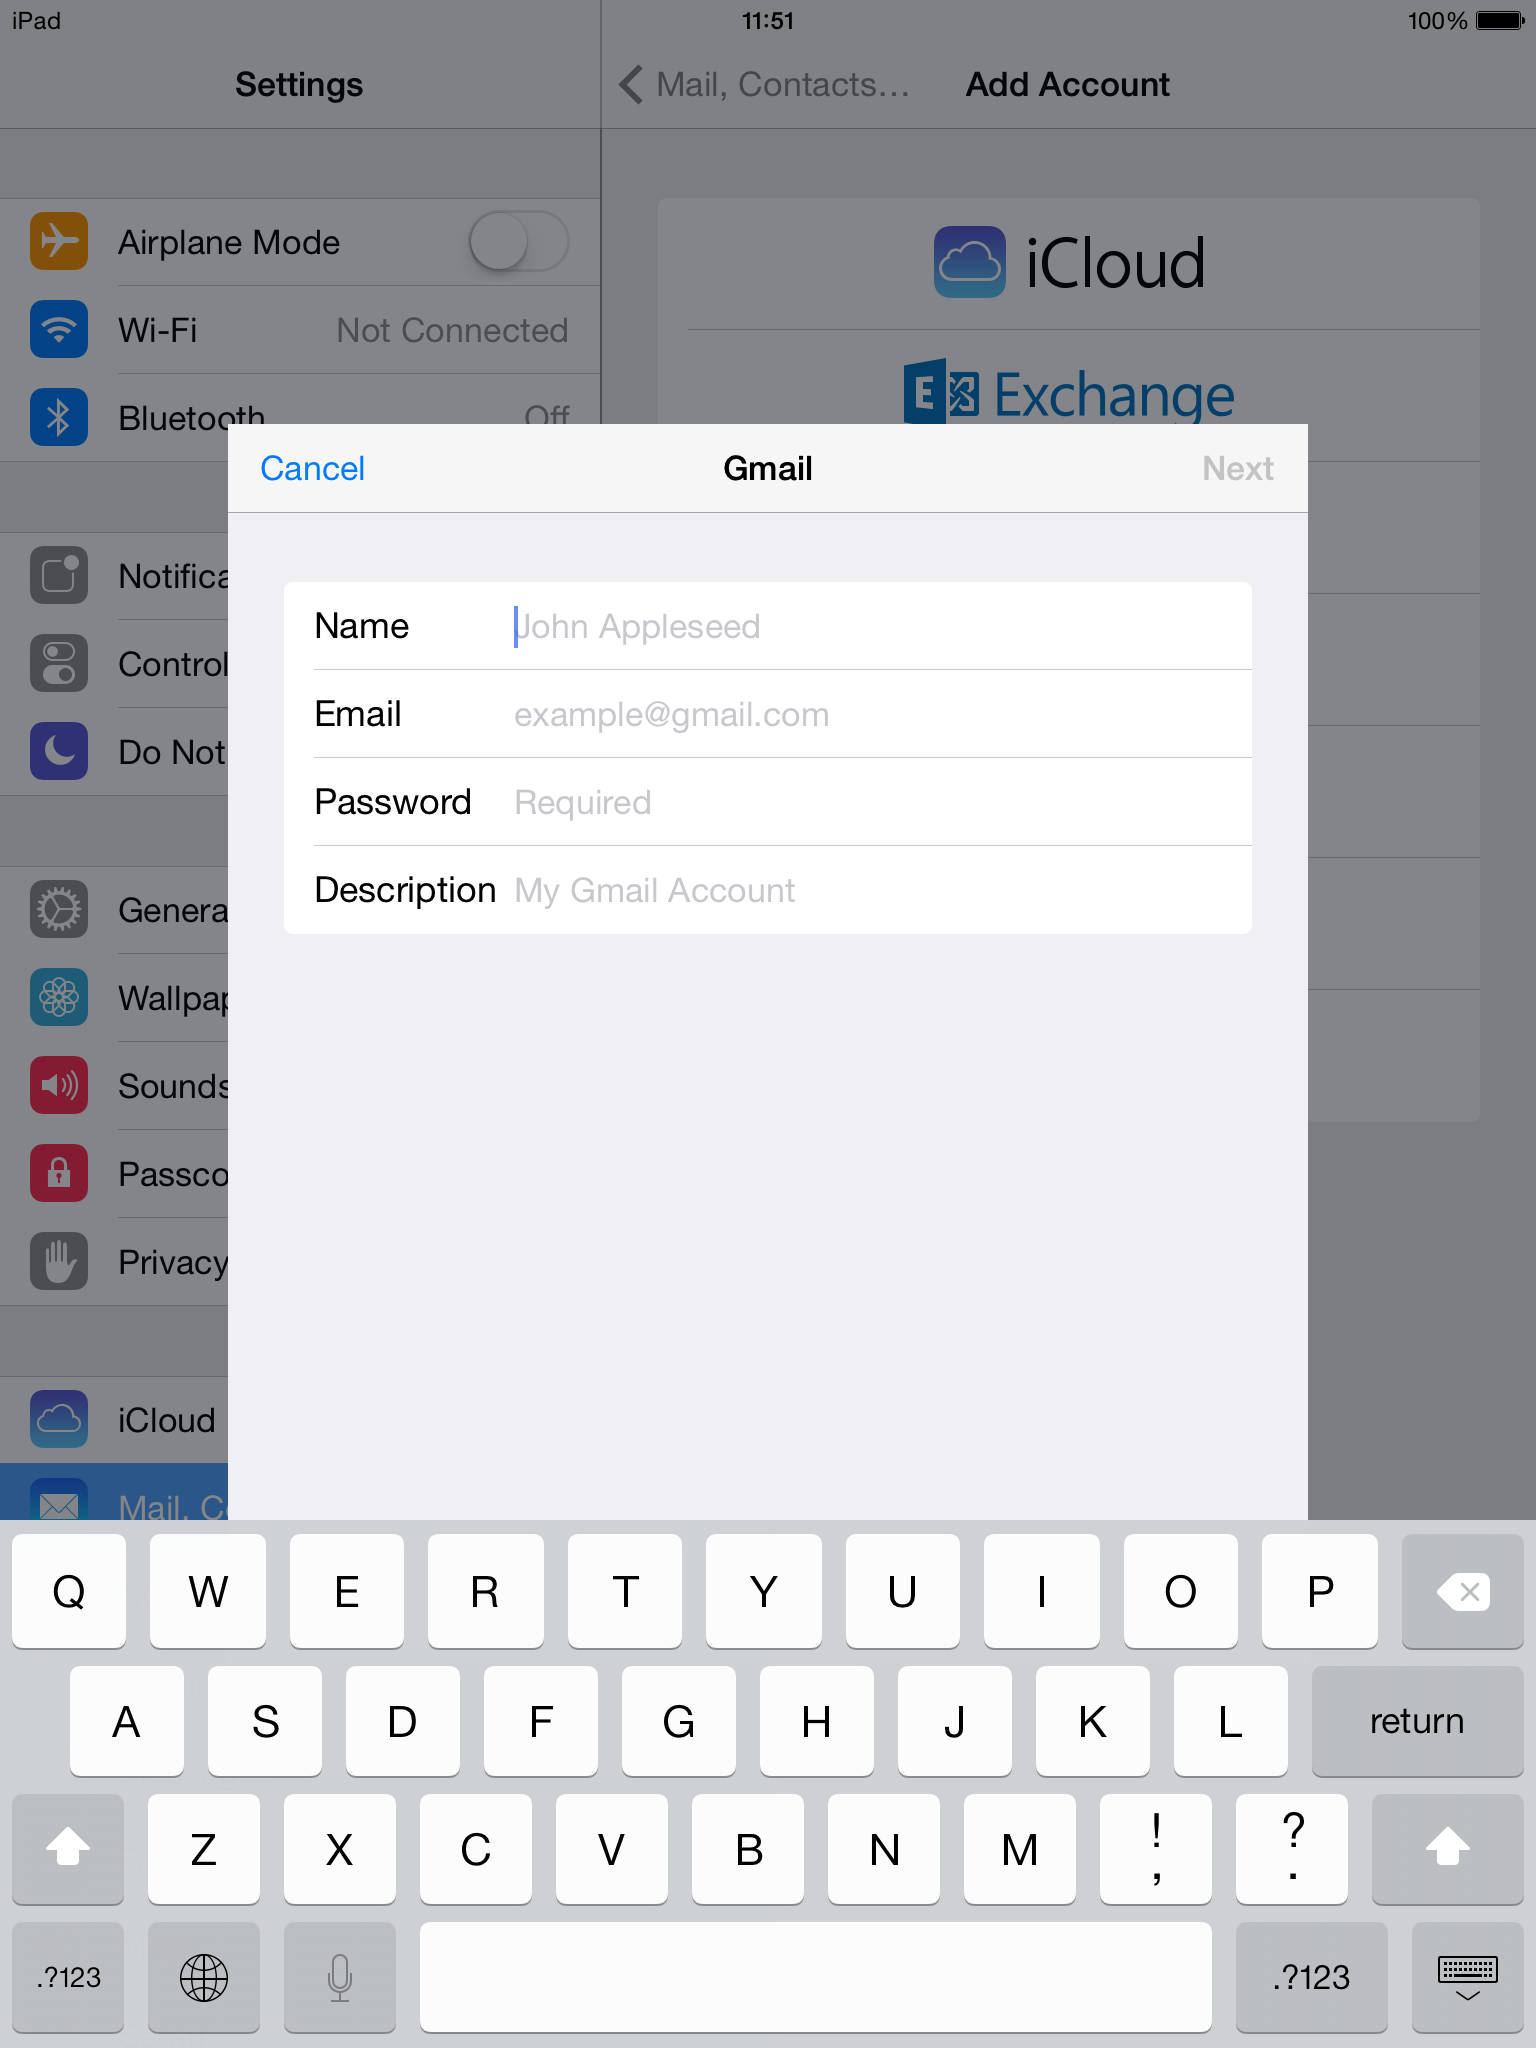 iPad 11:51 100%
Settings
Mail, Contacts... Add Account
Airplane Mode
Wi-Fi Not Connected
Bluetooth Off
iCloud
Exchange
Cancel Gmail Next
Name John Appleseed
Email example@gmail.com
Password Required
Description My Gmail Account
Notifica
Control
Do Not
Genera
Wallpap
Sounds
Passco
Privacy
iCloud
Mail, Co
Q W E R T Y U I O P
A S D F G H J K L return
Z X C V B N M ! , ? .
.?123 .?123